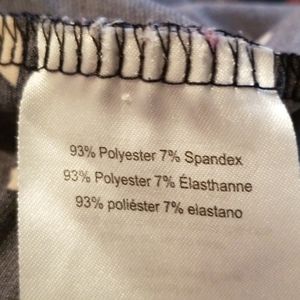 93% Polyester 7% Spandex
93% Polyester 7% Élasthanne
93% poliéster 7% elastano